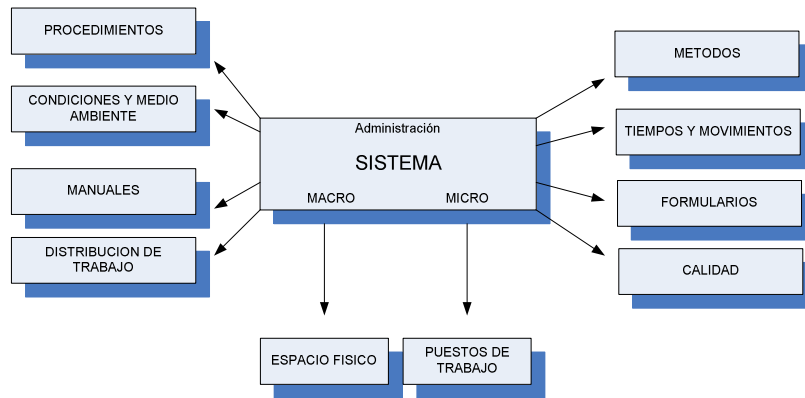 PROCEDIMIENTOS
CONDICIONES Y MEDIO
AMBIENTE
MANUALES
DISTRIBUCION DE
TRABAJO
Administración
SISTEMA
MACRO
MICRO
METODOS
TIEMPOS Y MOVIMIENTOS
FORMULARIOS
CALIDAD
ESPACIO FISICO
PUESTOS DE
TRABAJO